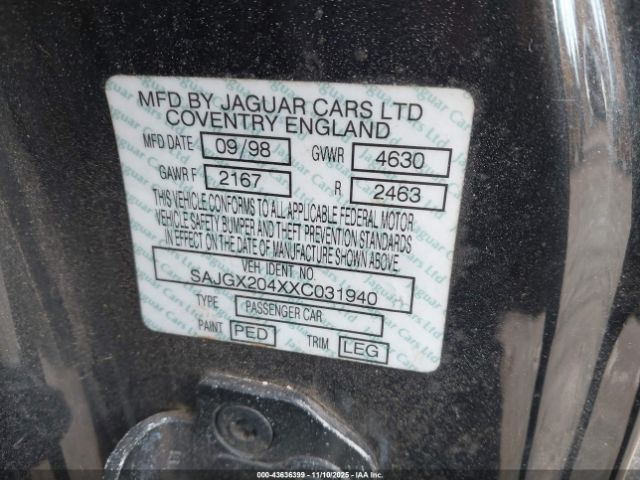 MFD BY JAGUAR CARS LTD
COVENTRY ENGLAND
MFD DATE 09/98 GVWR 4630
GAWR F 2167 R 2463
THIS VEHICLE CONFORMS TO ALL APPLICABLE FEDERAL MOTOR
VEHICLE SAFETY BUMPER AND THEFT PREVENTION STANDARDS
IN EFFECT ON THE DATE OF MANUFACTURE SHOWN ABOVE.
VEH IDENT NO.
SAJGX204XXC031940
TYPE PASSENGER CAR
PAINT PED TRIM LEG
© 00-43636399 - 11/10/2025 - IAA Inc.